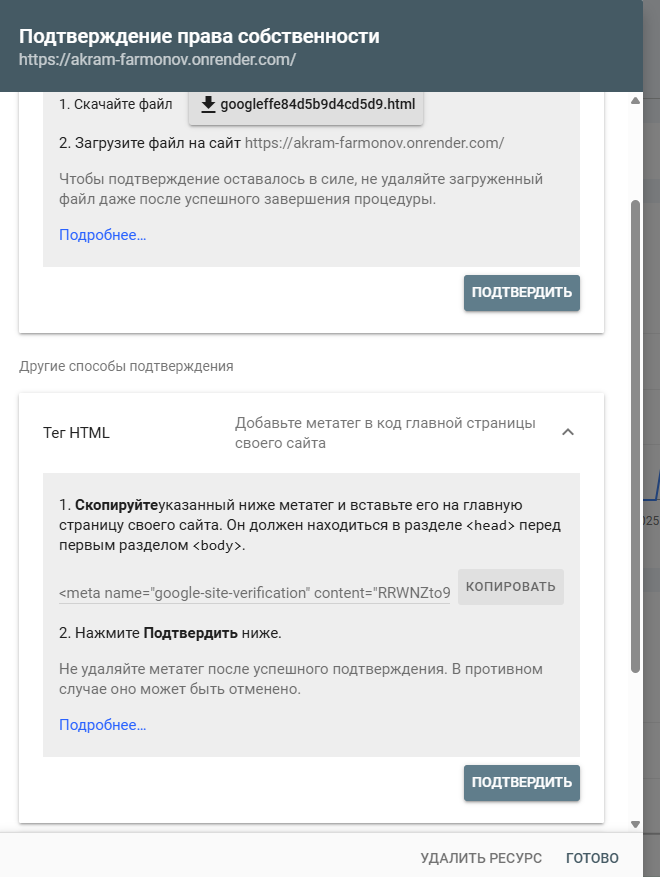 Подтверждение права собственности
https://akram-farmonov.onrender.com/
1. Скачайте файл googleffe84d5b9d4cd5d9.html
2. Загрузите файл на сайт https://akram-farmonov.onrender.com/
Чтобы подтверждение оставалось в силе, не удаляйте загруженный
файл даже после успешного завершения процедуры.
Подробнее…
ПОДТВЕРДИТЬ
Другие способы подтверждения
Тег HTML
Добавьте метатег в код главной страницы
своего сайта
1. Скопируйтеуказанный ниже метатег и вставьте его на главную
страницу своего сайта. Он должен находиться в разделе <head> перед
первым разделом <body>.
<meta name="google-site-verification" content="RRWNZto9
КОПИРОВАТЬ
2. Нажмите Подтвердить ниже.
Не удаляйте метатег после успешного подтверждения. В противном
случае оно может быть отменено.
Подробнее…
ПОДТВЕРДИТЬ
025
УДАЛИТЬ РЕСУРС ГОТОВО